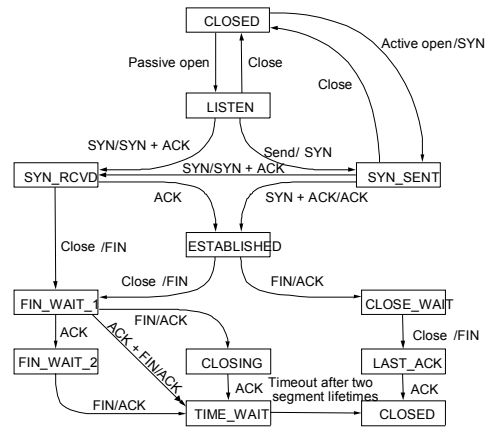 CLOSED
Active open/SYN
Passive open
Close
Close
LISTEN
SYN/SYN + ACK
Send/ SYN
SYN/SYN + ACK
SYN_RCVD
SYN_SENT
ACK
SYN + ACK/ACK
Close /FIN
ESTABLISHED
Close /FIN
FIN/ACK
FIN_WAIT_1
CLOSE_WAIT
FIN/ACK
ACK
ACK + FIN/ACK
Close /FIN
FIN_WAIT_2
CLOSING
LAST_ACK
ACK
Timeout after two
segment lifetimes
ACK
FIN/ACK
TIME_WAIT
CLOSED